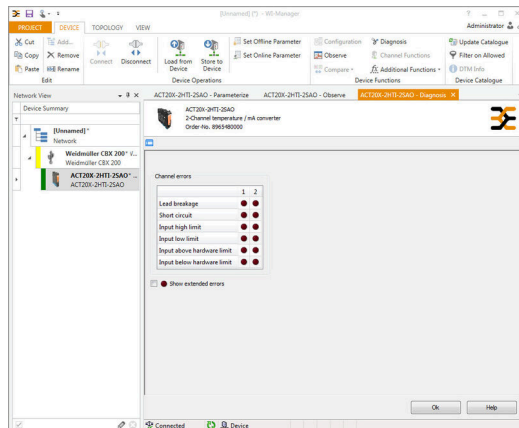 [Unnamed] (*) - WI-Manager
PROJECT DEVICE TOPOLOGY VIEW Administrator
Cut Add... Set Offline Parameter Configuration Diagnosis Update Catalogue
Copy Remove Connect Disconnect Load from Device Store to Device Set Online Parameter Observe Channel Functions Filter on Allowed
Paste Rename Compare Additional Functions DTM Info
Edit Device Operations Device Functions Device Catalogue
Network View
ACT20X-2HTI-2SAO - Parameterize ACT20X-2HTI-2SAO - Observe ACT20X-2HTI-2SAO - Diagnosis
Device Summary
[Unnamed]*
Network
Weidmüller CBX 200*
Weidmüller CBX 200
ACT20X-2HTI-2SAO* ...
ACT20X-2HTI-2SAO
ACT20X-2HTI-2SAO
2-Channel temperature / mA converter
Order-No. 8965480000
Channel errors
1 2
Lead breakage
Short circuit
Input high limit
Input low limit
Input above hardware limit
Input below hardware limit
Show extended errors
Ok Help
Connected Device